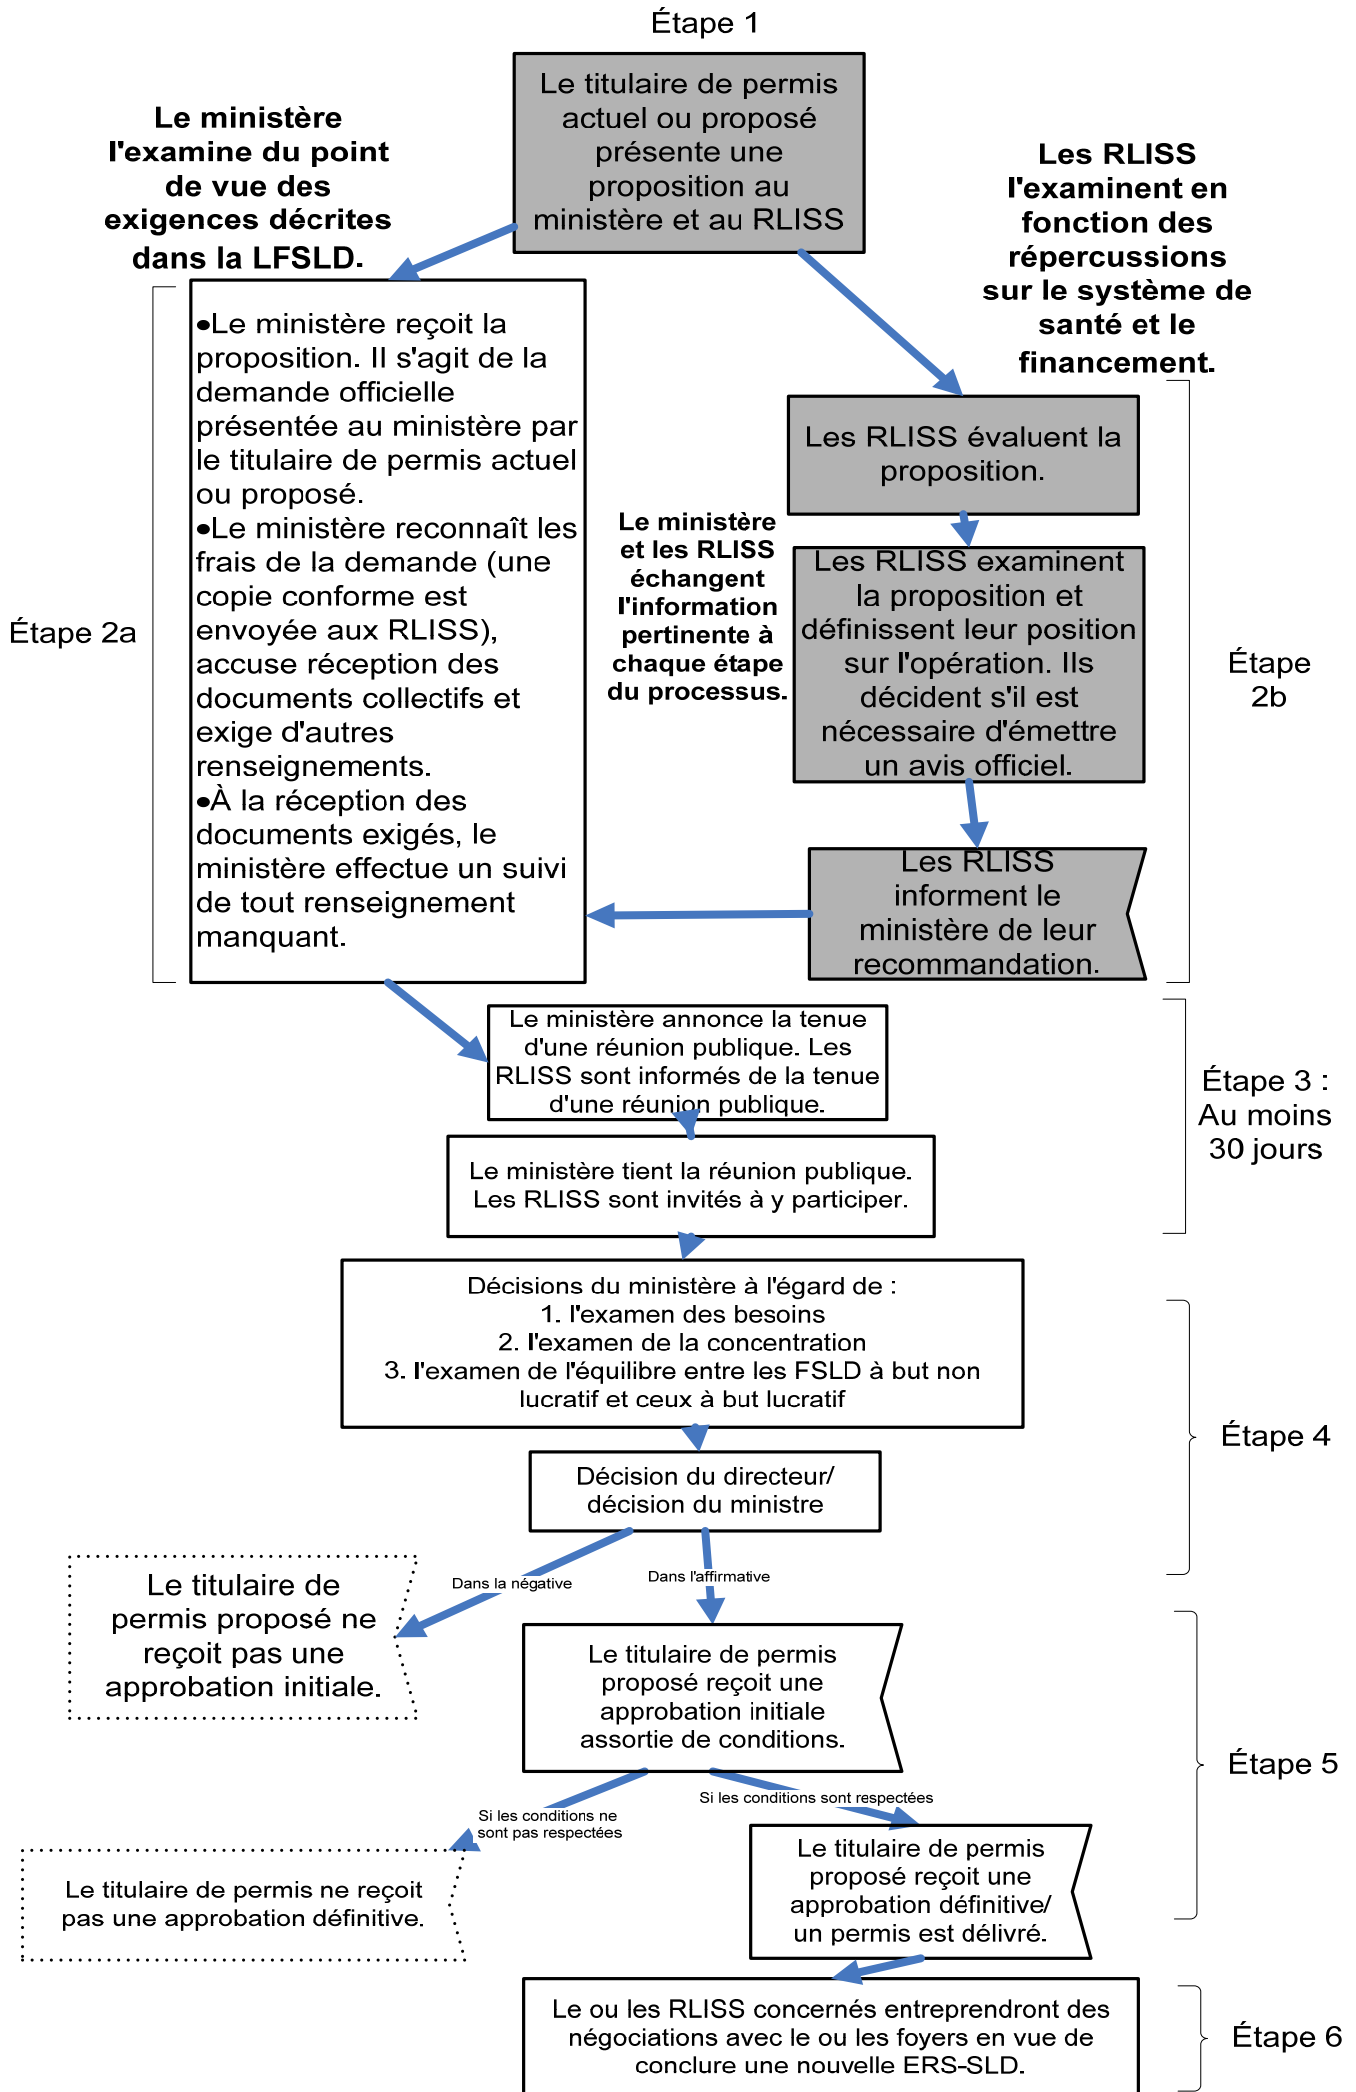 Étape 1
Le titulaire de permis
actuel ou proposé
présente une
proposition au
ministère et au RLISS
Le ministère
l'examine du point
de vue des
exigences décrites
dans la LFSLD.
Les RLISS
l'examinent en
fonction des
répercussions
sur le système de
santé et le
financement.
Étape 2a
•Le ministère reçoit la
proposition. Il s'agit de la
demande officielle
présentée au ministère par
le titulaire de permis actuel
ou proposé.
•Le ministère reconnaît les
frais de la demande (une
copie conforme est
envoyée aux RLISS),
accuse réception des
documents collectifs et
exige d'autres
renseignements.
•À la réception des
documents exigés, le
ministère effectue un suivi
de tout renseignement
manquant.
Le ministère
et les RLISS
échangent
l'information
pertinente à
chaque étape
du processus.
Les RLISS évaluent la
proposition.
Les RLISS examinent
la proposition et
définissent leur position
sur l'opération. Ils
décident s'il est
nécessaire d'émettre
un avis officiel.
Les RLISS
informent le
ministère de leur
recommandation.
Étape
2b
Le ministère annonce la tenue
d'une réunion publique. Les
RLISS sont informés de la tenue
d'une réunion publique.
Le ministère tient la réunion publique.
Les RLISS sont invités à y participer.
Étape 3 :
Au moins
30 jours
Décisions du ministère à l'égard de :
1. l'examen des besoins
2. l'examen de la concentration
3. l'examen de l'équilibre entre les FSLD à but non
lucratif et ceux à but lucratif
Décision du directeur/
décision du ministre
Étape 4
Dans la négative
Dans l'affirmative
Le titulaire de
permis proposé ne
reçoit pas une
approbation initiale.
Le titulaire de permis
proposé reçoit une
approbation initiale
assortie de conditions.
Étape 5
Si les conditions ne
sont pas respectées
Si les conditions sont respectées
Le titulaire de permis ne reçoit
pas une approbation définitive.
Le titulaire de permis
proposé reçoit une
approbation définitive/
un permis est délivré.
Le ou les RLISS concernés entreprendront des
négociations avec le ou les foyers en vue de
conclure une nouvelle ERS-SLD.
Étape 6